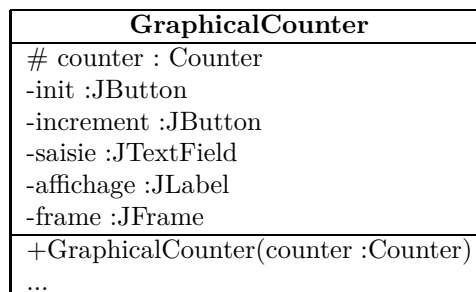 GraphicalCounter
# counter : Counter
-init :JButton
-increment :JButton
-saisie :JTextField
-affichage :JLabel
-frame :JFrame
+GraphicalCounter(counter :Counter)
...